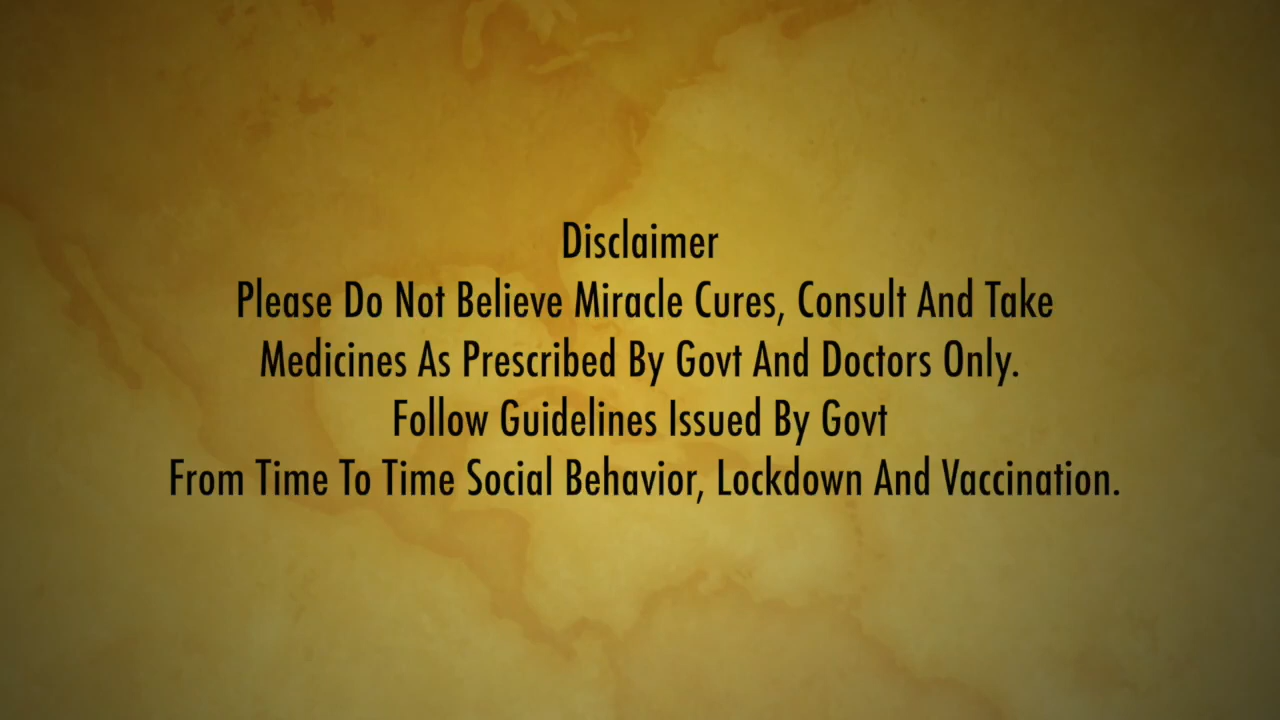 Disclaimer
Please Do Not Believe Miracle Cures, Consult And Take
Medicines As Prescribed By Govt And Doctors Only.
Follow Guidelines Issued By Govt
From Time To Time Social Behavior, Lockdown And Vaccination.